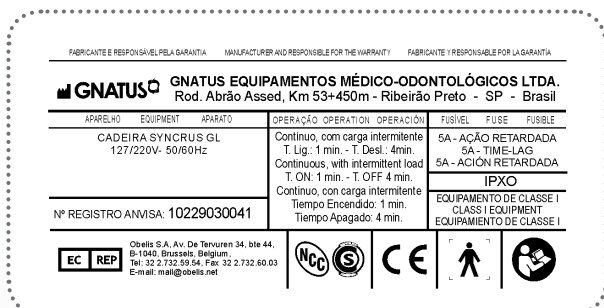 FABRICANTE E RESPONSÁVEL PELA GARANTIA MANUFACTURER AND RESPONSIBLE FOR THE WARRANTY FABRICANTE Y RESPONSABLE POR LA GARANTÍA
GNATUS
GNATUS EQUIPAMENTOS MÉDICO-ODONTOLÓGICOS LTDA.
Rod. Abrão Assed, Km 53+450m - Ribeirão Preto - SP - Brasil
APARELHO EQUIPMENT APARATO
CADEIRA SYNCRUS GL
127/220V- 50/60Hz
Nº REGISTRO ANVISA: 10229030041
OPERAÇÃO OPERATION OPERACIÓN
Contínuo, com carga intermitente
T. Lig.: 1 min. - T. Desl.: 4min.
Continuous, with intermittent load
T. ON: 1 min. - T. OFF 4 min.
Continuo, con carga intermitente
Tiempo Encendido: 1 min.
Tiempo Apagado: 4 min.
FUSÍVEL FUSE FUSIBLE
5A - AÇÃO RETARDADA
5A - TIME-LAG
5A - ACIÓN RETARDADA
IPXO
EQUIPAMENTO DE CLASSE I
CLASS I EQUIPMENT
EQUIPAMIENTO DE CLASSE I
EC REP
Obelis S.A, Av. De Tervuren 34, bte 44,
B-1040, Brussels, Belgium,
Tel: 32 2.732.59.54, Fax 32 2.732.60.03
E-mail: mail@obelis.net
NCC
S
CE